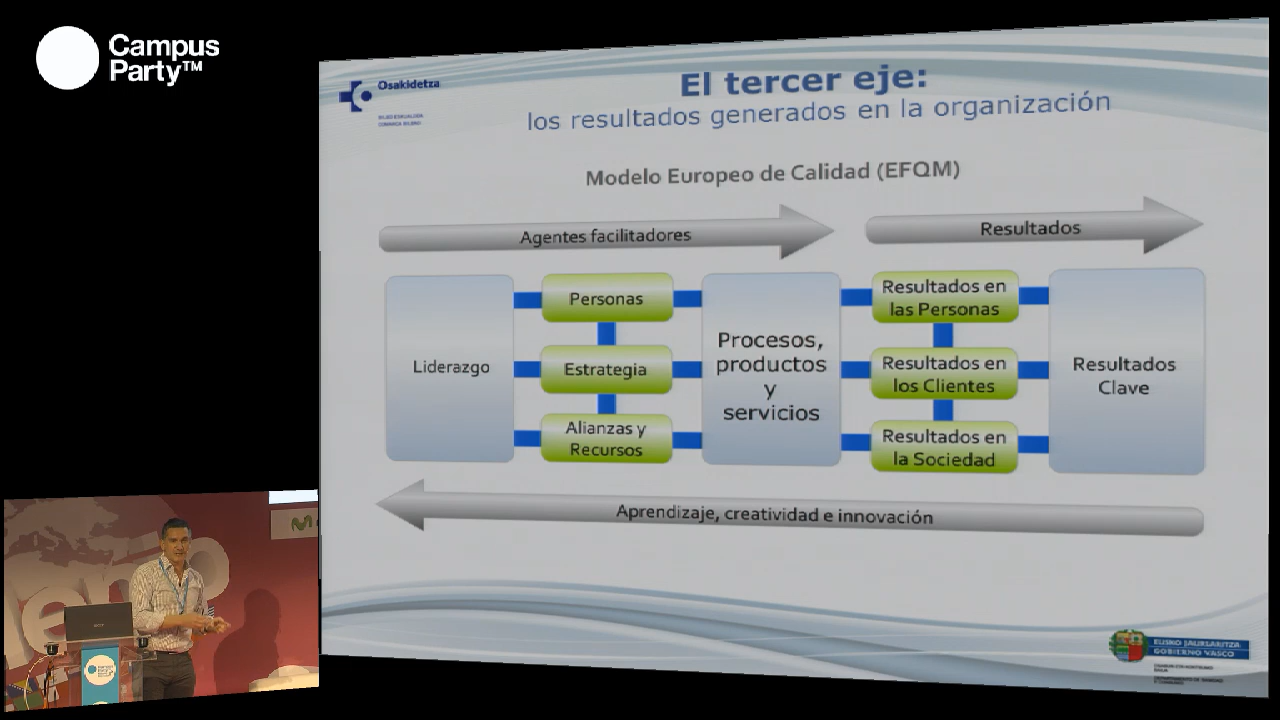 Campus
Party™
Osakidetza
El tercer eje:
los resultados generados en la organización
Modelo Europeo de Calidad (EFQM)
Agentes facilitadores
Resultados
Liderazgo
Personas
Estrategia
Alianzas y
Recursos
Procesos,
productos
y
servicios
Resultados en
las Personas
Resultados en
los Clientes
Resultados en
la Sociedad
Resultados
Clave
Aprendizaje, creatividad e innovación
EUSKO JAURLARITZA
GOBIERNO VASCO